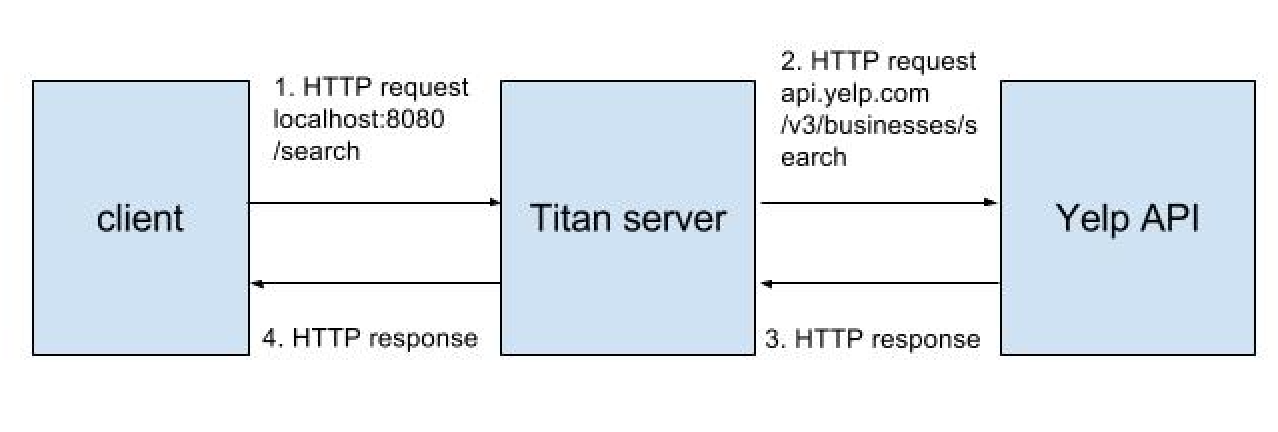 client
1. HTTP request
localhost:8080
/search
4. HTTP response
Titan server
2. HTTP request
api.yelp.com
/v3/businesses/s
earch
3. HTTP response
Yelp API